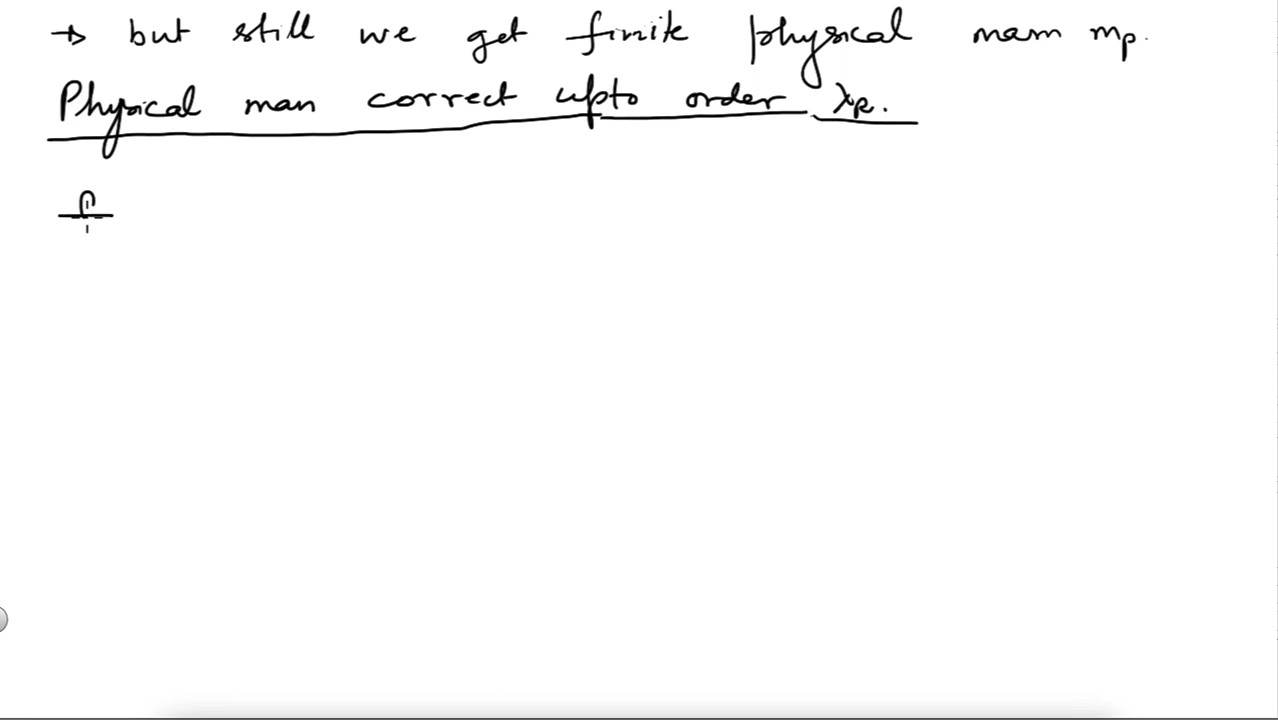 → but still we get finite physical mass mp.
Physical mass correct upto order λR.